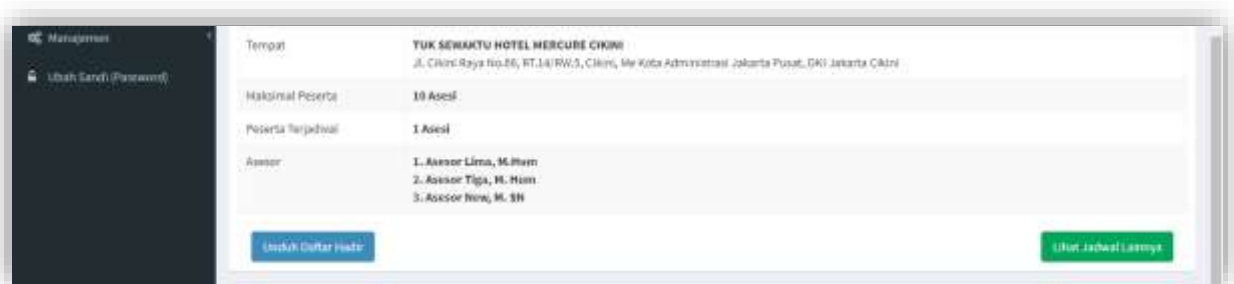 Manajemen
Ubah Sandi (Password)
Tempat
TUK SEWAKTU HOTEL MERCURE CIKINI
Jl. Cikini Raya No.66, RT.14/RW.5, Cikini, Me Kota Administrasi Jakarta Pusat, DKI Jakarta Cikini
Maksimal Peserta
10 Asesi
Peserta Terjadwal
1 Asesi
Asesor
1. Asesor Lima, M.Hum
2. Asesor Tiga, M. Hum
3. Asesor New, M. SN
Unduh Daftar Hadir
Lihat Jadwal Lainnya